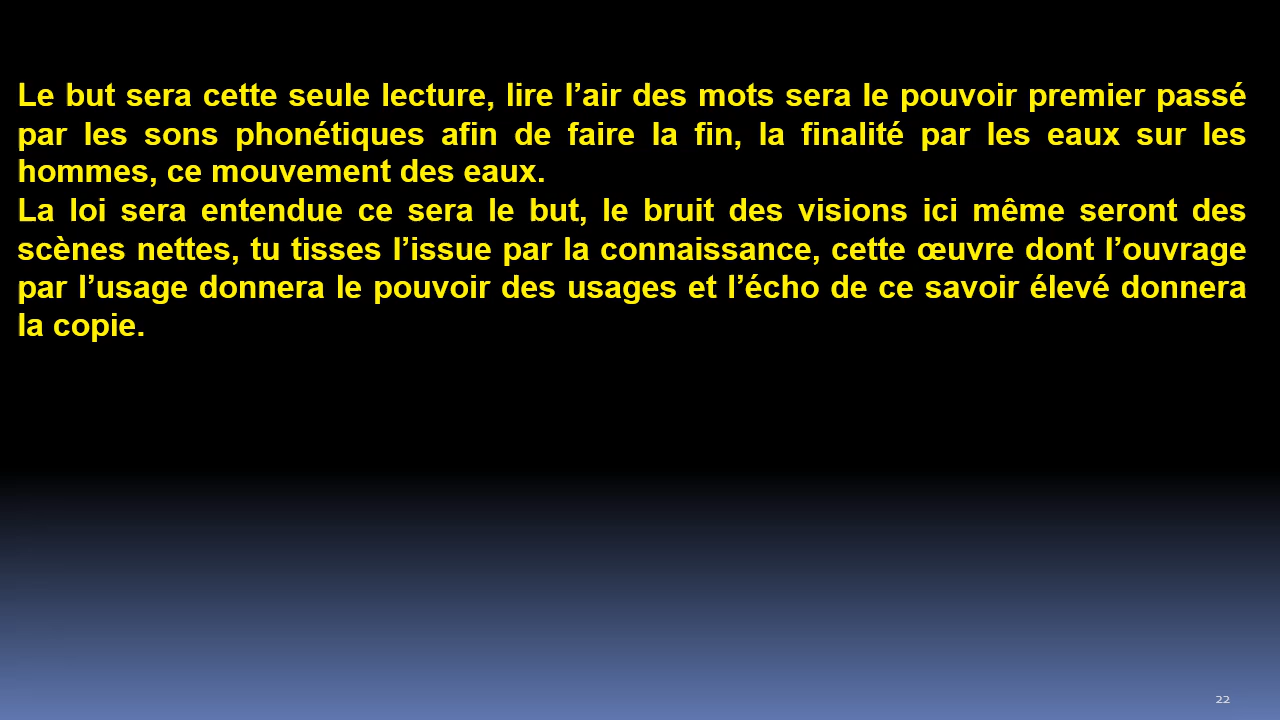 Le but sera cette seule lecture, lire l’air des mots sera le pouvoir premier passé
par les sons phonétiques afin de faire la fin, la finalité par les eaux sur les
hommes, ce mouvement des eaux.
La loi sera entendue ce sera le but, le bruit des visions ici même seront des
scènes nettes, tu tisses l’issue par la connaissance, cette œuvre dont l’ouvrage
par l’usage donnera le pouvoir des usages et l’écho de ce savoir élevé donnera
la copie.
22